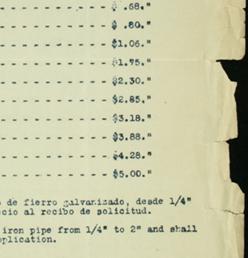 - - - - - - - - - - $ .68."
- - - - - - - - - - $ .80."
- - - - - - - - - - $1.06."
- - - - - - - - - - $1.75."
- - - - - - - - - - $2.30."
- - - - - - - - - - $2.85."
- - - - - - - - - - $3.18."
- - - - - - - - - - $3.88."
- - - - - - - - - - $4.28."
- - - - - - - - - - $5.00."
de fierro galvanizado, desde 1/4"
cio al recibo de solicitud.
iron pipe from 1/4" to 2" and shall
plication.